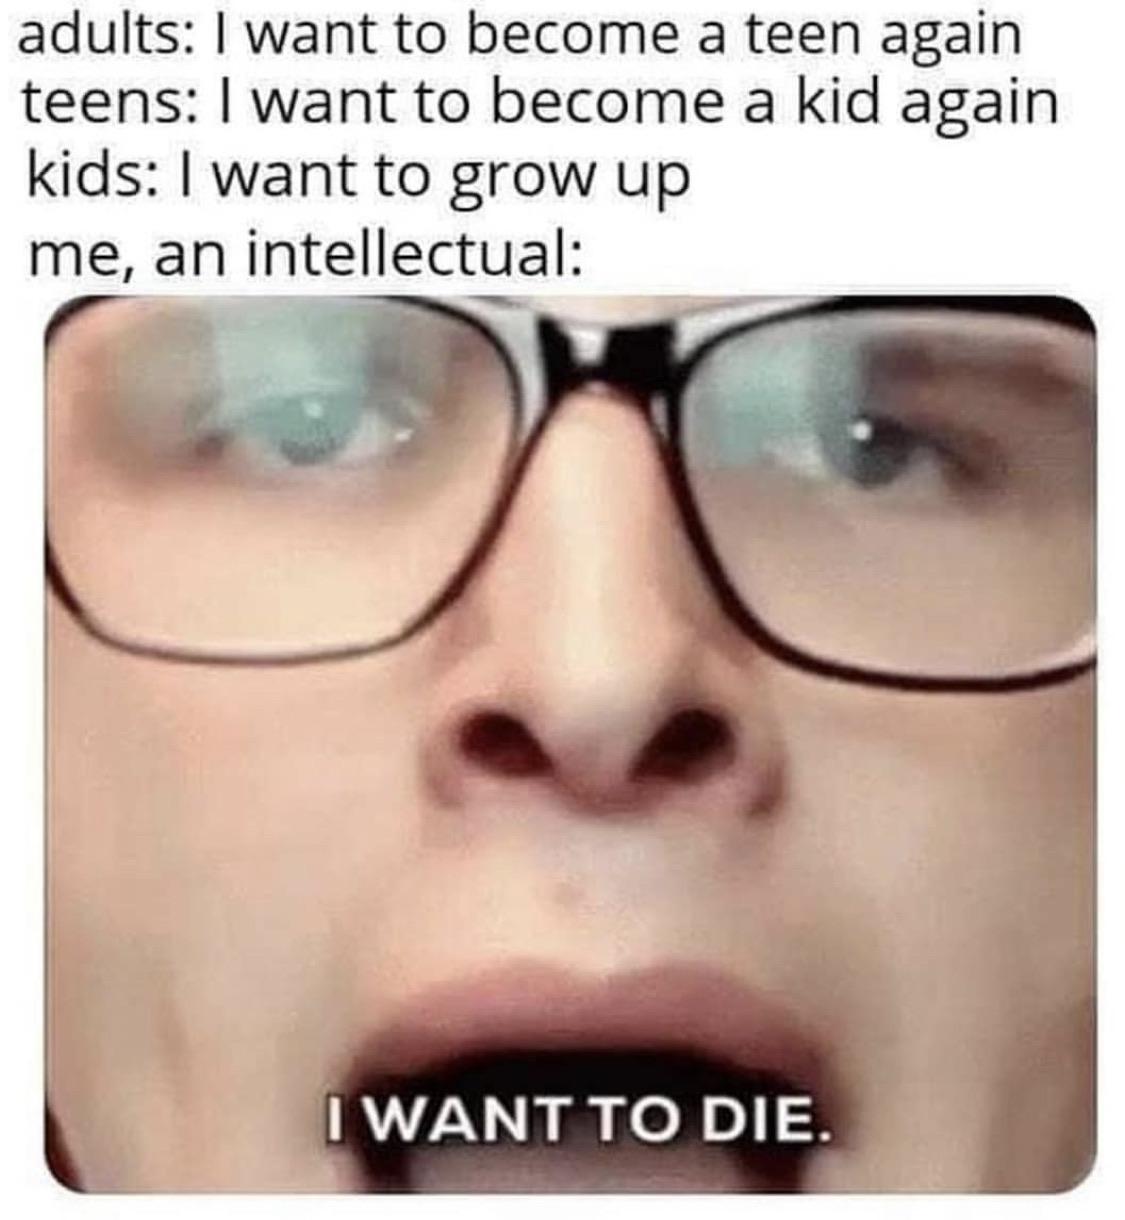 adults: I want to become a teen again
teens: I want to become a kid again
kids: I want to grow up
me, an intellectual:
I WANT TO DIE.